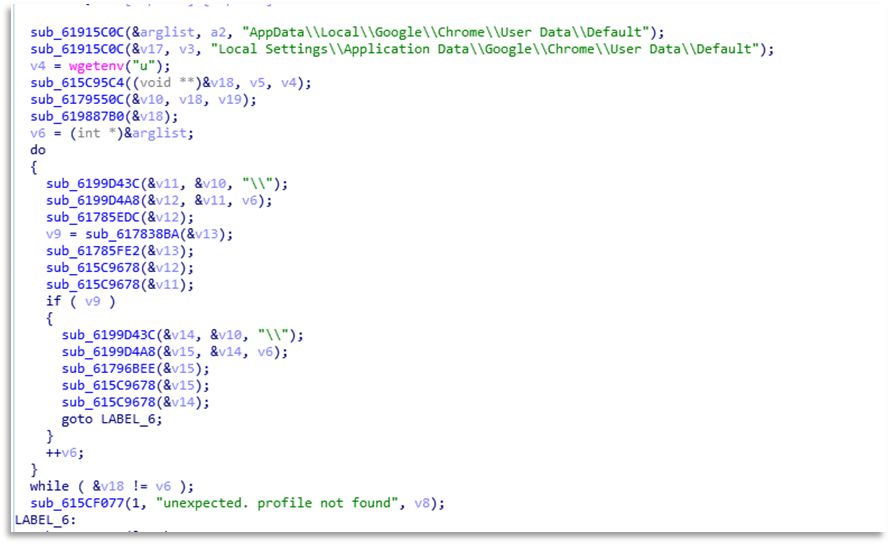 sub_61915C0C(&arglist, a2, "AppData\\Local\\Google\\Chrome\\User Data\\Default");
sub_61915C0C(&v17, v3, "Local Settings\\Application Data\\Google\\Chrome\\User Data\\Default");
v4 = wgetenv("u");
sub_615C95C4((void **)&v18, v5, v4);
sub_6179550C(&v10, v18, v19);
sub_619887B0(&v18);
v6 = (int *)&arglist;
do
{
sub_6199D43C(&v11, &v10, "\\");
sub_6199D4A8(&v12, &v11, v6);
sub_61785EDC(&v12);
v9 = sub_617838BA(&v13);
sub_61785FE2(&v13);
sub_615C9678(&v12);
sub_615C9678(&v11);
if ( v9 )
{
sub_6199D43C(&v14, &v10, "\\");
sub_6199D4A8(&v15, &v14, v6);
sub_61796BEE(&v15);
sub_615C9678(&v15);
sub_615C9678(&v14);
goto LABEL_6;
}
++v6;
}
while ( &v18 != v6 );
sub_615CF077(1, "unexpected. profile not found", v8);
LABEL_6: